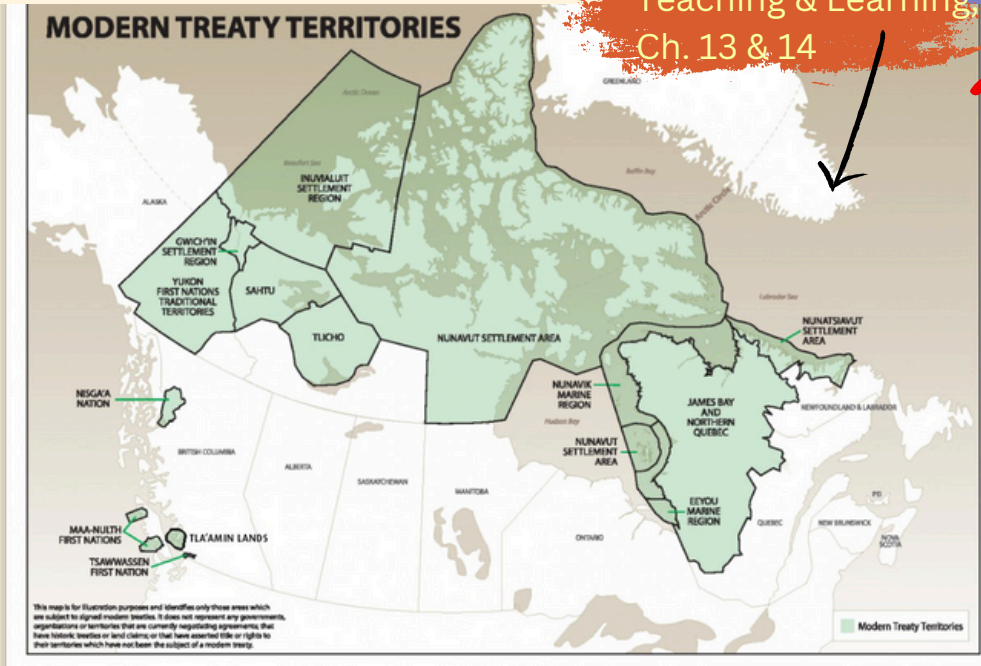 Teaching & Learning,
Ch. 13 & 14
MODERN TREATY TERRITORIES
GREENLAND
Arctic Ocean
Beaufort Sea
Baffin Bay
Arctic Circle
INUVIALUIT
SETTLEMENT
REGION
ALASKA
GWICH'IN
SETTLEMENT
REGION
YUKON
FIRST NATIONS
TRADITIONAL
TERRITORIES
SAHTU
TLICHO
NUNAVUT SETTLEMENT AREA
Labrador Sea
NUNATSIAVUT
SETTLEMENT
AREA
NUNAVIK
MARINE
REGION
JAMES BAY
AND
NORTHERN
QUEBEC
NEWFOUNDLAND & LABRADOR
NISGA'A
NATION
Hudson Bay
NUNAVUT
SETTLEMENT
AREA
BRITISH COLUMBIA
ALBERTA
SASKATCHEWAN
MANITOBA
ONTARIO
EEYOU
MARINE
REGION
QUEBEC
PEI
NEW BRUNSWICK
NOVA
SCOTIA
MAA-NULTH
FIRST NATIONS
TLA'AMIN LANDS
TSAWWASSEN
FIRST NATION
This map is for illustration purposes and identifies only those areas which
are subject to signed modern treaties. It does not represent any governments,
organizations or territories that are currently negotiating agreements; that
have historic treaties or land claims; or that have asserted title or rights to
their territories which have not been the subject of a modern treaty.
Modern Treaty Territories